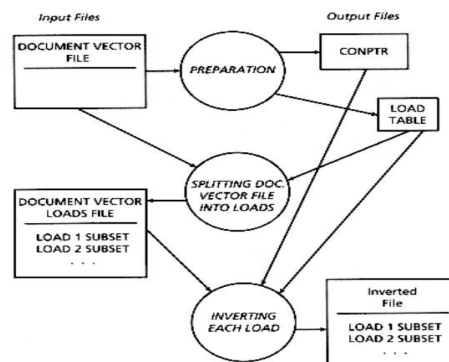 Input Files
Output Files
DOCUMENT VECTOR
FILE
PREPARATION
CONPTR
LOAD
TABLE
SPLITTING DOC.
VECTOR FILE
INTO LOADS
DOCUMENT VECTOR
LOADS FILE
LOAD 1 SUBSET
LOAD 2 SUBSET
. . .
INVERTING
EACH LOAD
Inverted
File
LOAD 1 SUBSET
LOAD 2 SUBSET
. . .